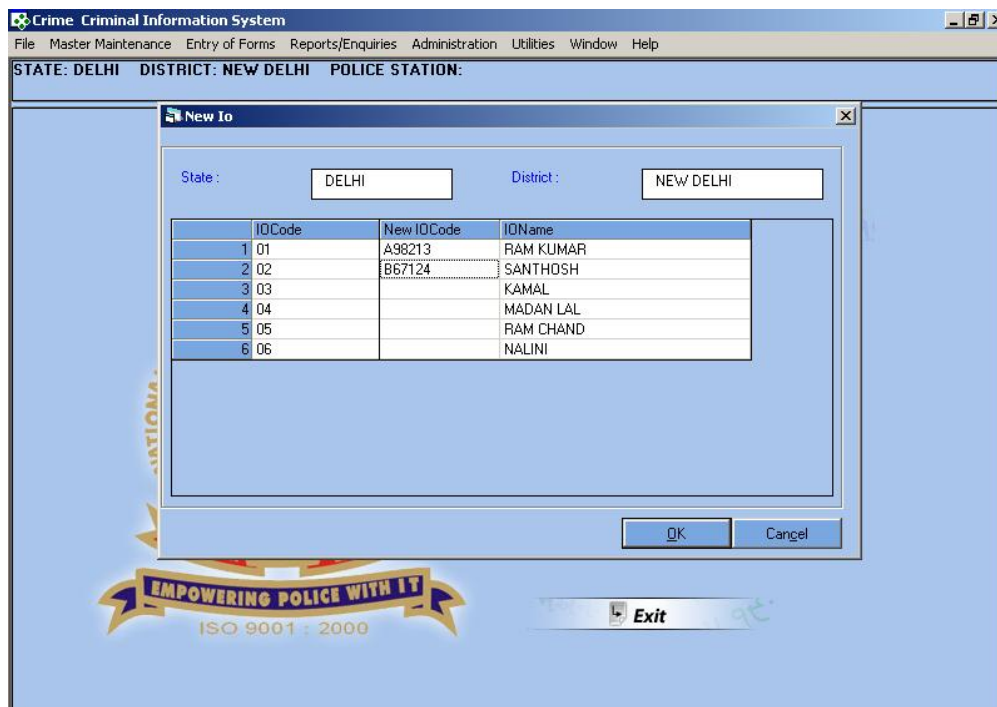 Crime Criminal Information System
File Master Maintenance Entry of Forms Reports/Enquiries Administration Utilities Window Help
STATE: DELHI DISTRICT: NEW DELHI POLICE STATION:
New Io
State : DELHI District : NEW DELHI
IOCode New IOCode IOName
1 01 A98213 RAM KUMAR
2 02 B67124 SANTHOSH
3 03 KAMAL
4 04 MADAN LAL
5 05 RAM CHAND
6 06 NALINI
OK Cancel
EMPOWERING POLICE WITH IT
ISO 9001 : 2000
Exit